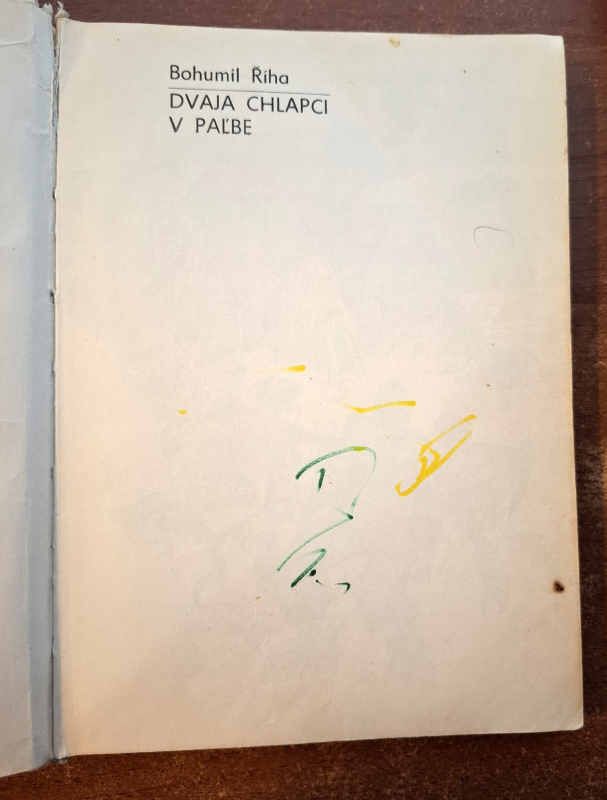 Bohumil Říha
DVAJA CHLAPCI
V PAĽBE